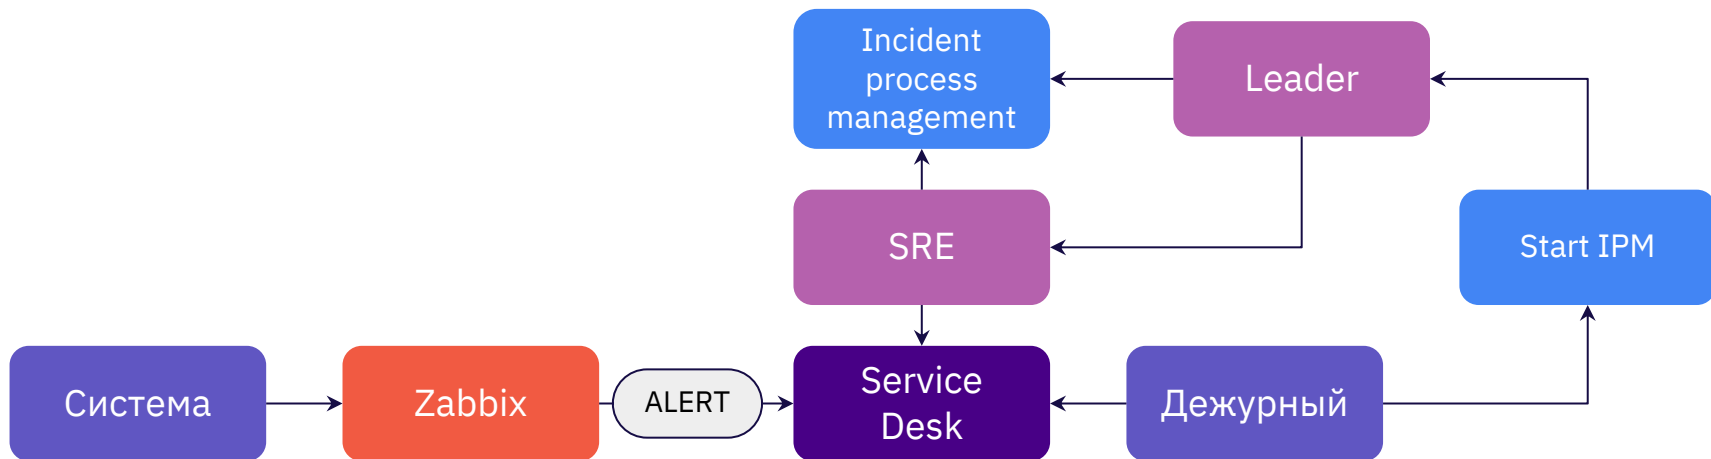 Incident
process
management
Leader
SRE
Start IPM
Система
Zabbix
ALERT
Service
Desk
Дежурный